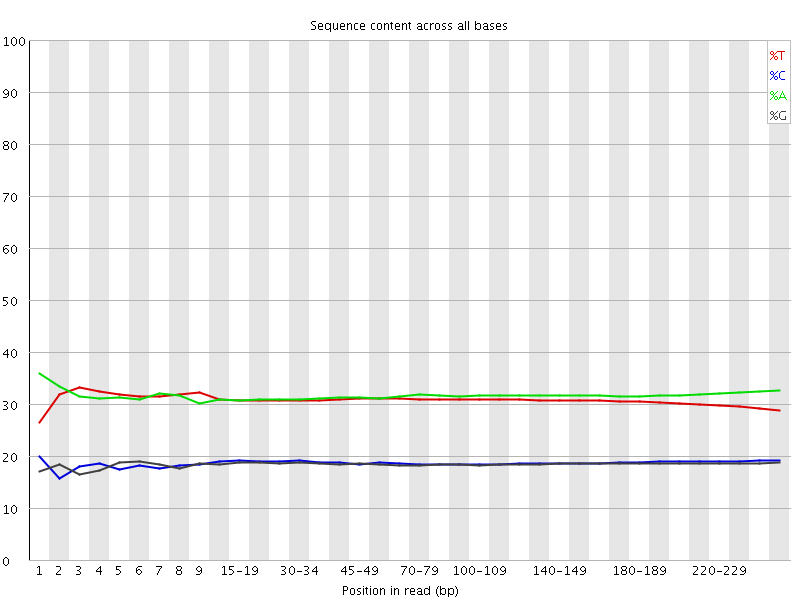 Sequence content across all bases
100
90
80
70
60
50
40
30
20
10
0
%T
%C
%A
%G
1 2 3 4 5 6 7 8 9 15-19 30-34 45-49 70-79 100-109 140-149 180-189 220-229
Position in read (bp)